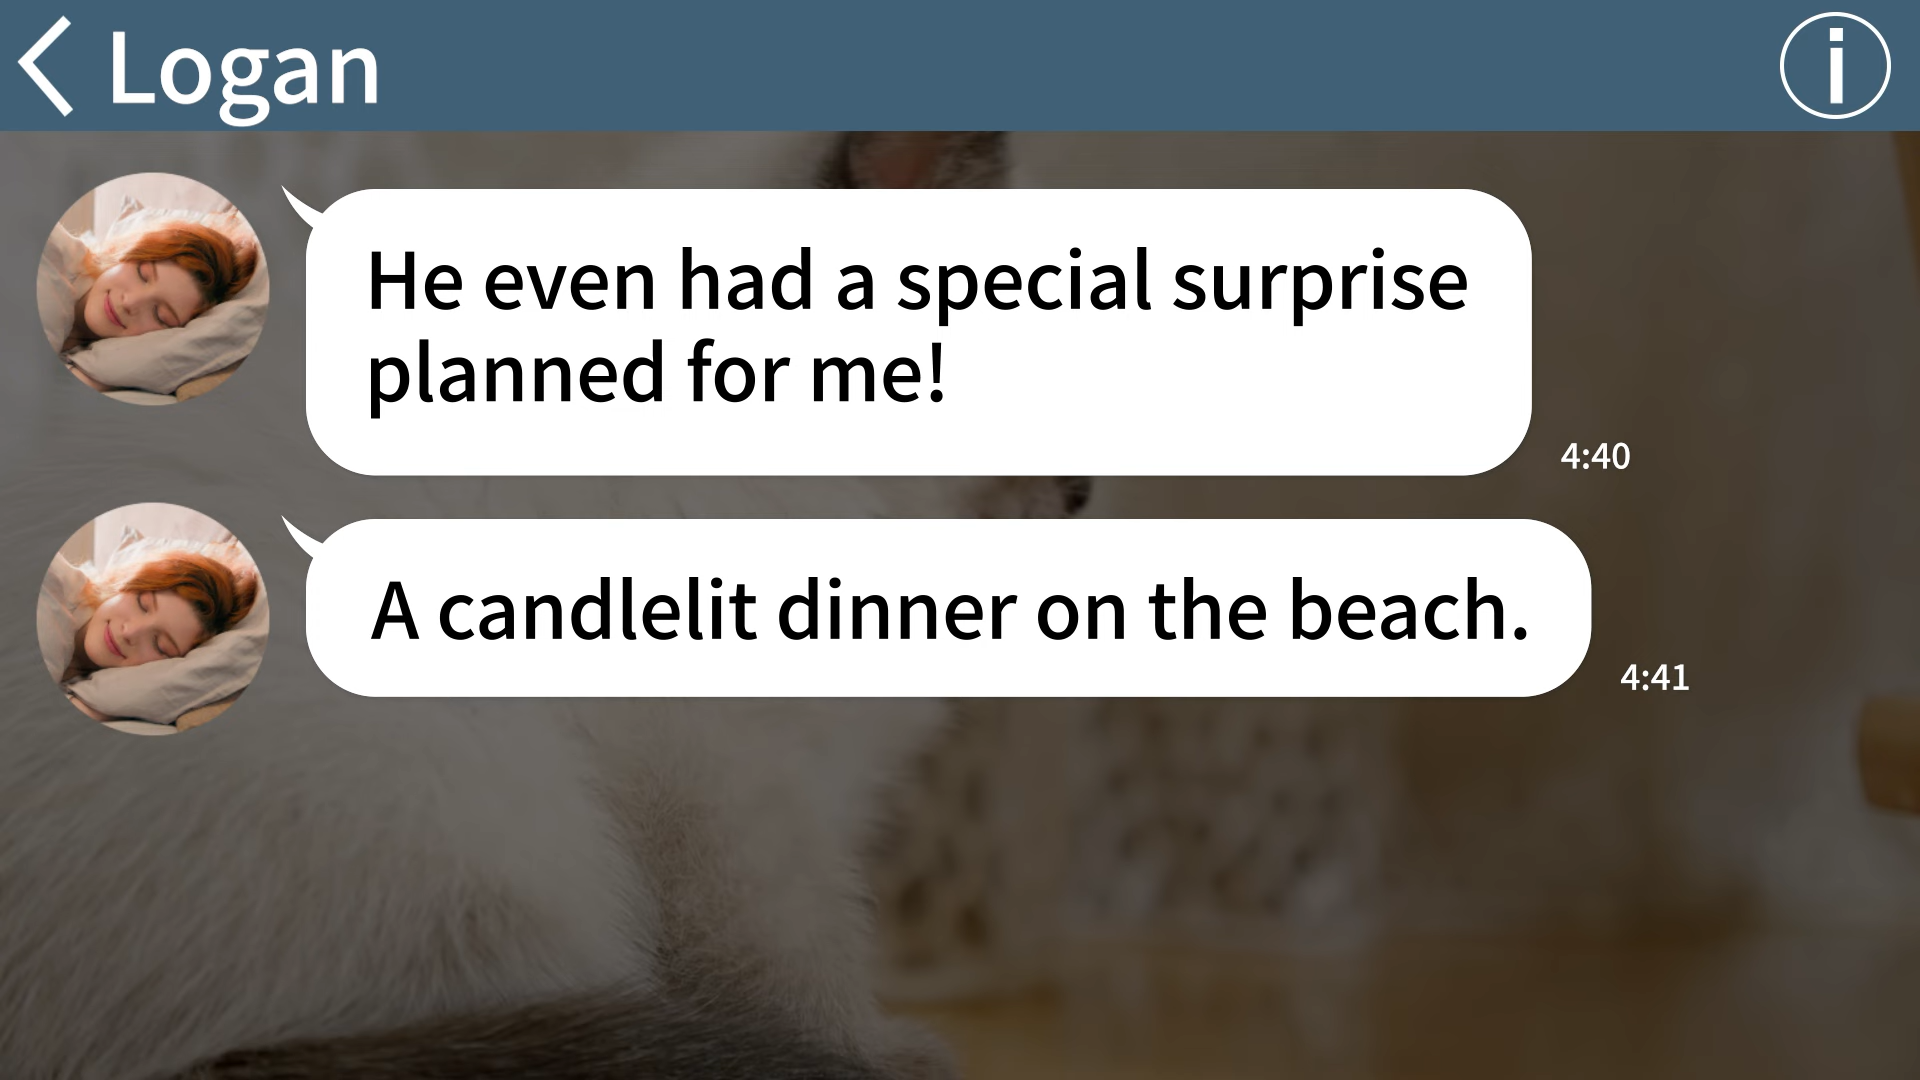 Logan
He even had a special surprise
planned for me!
4:40
A candlelit dinner on the beach.
4:41